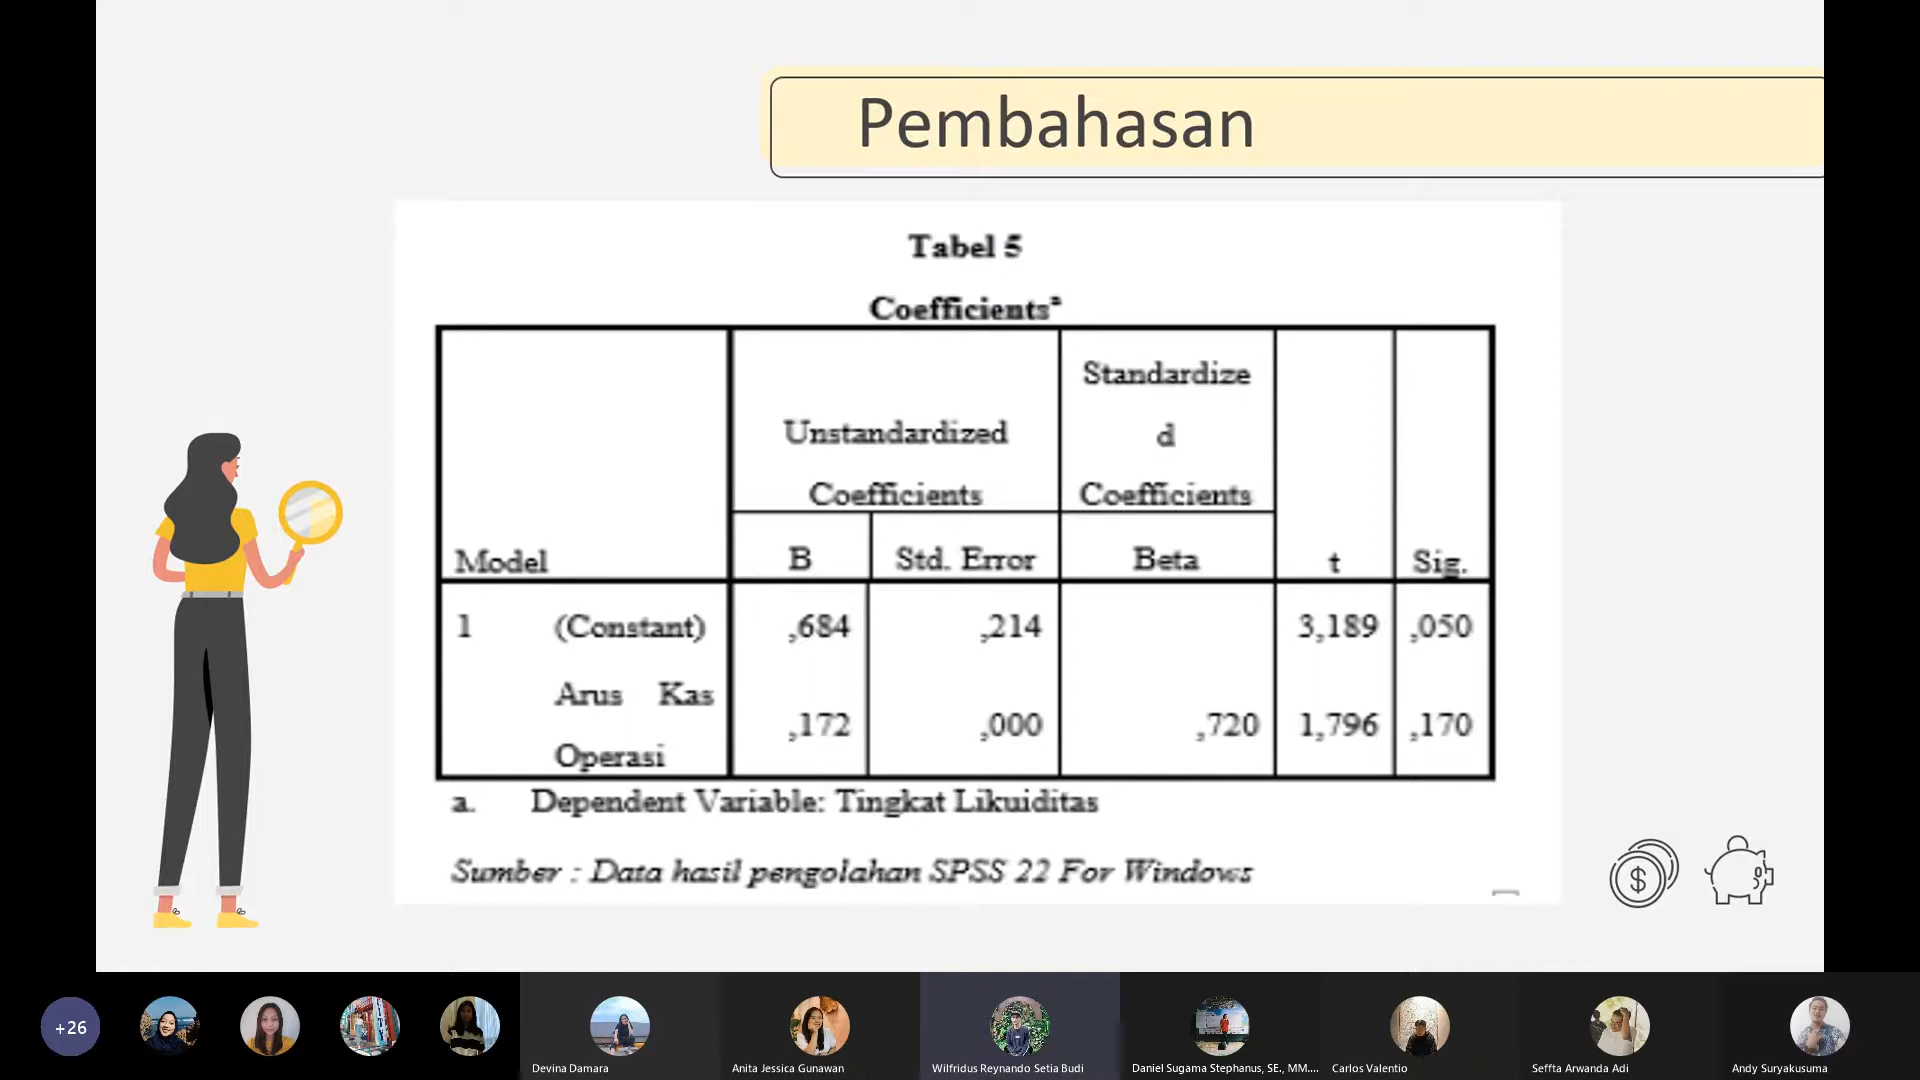 Pembahasan
Tabel 5
Coefficientsª
Standardize
Unstandardized d
Coefficients Coefficients
Model B Std. Error Beta t Sig.
1 (Constant) ,684 ,214 3,189 ,050
Arus Kas
,172 ,000 ,720 1,796 ,170
Operasi
a. Dependent Variable: Tingkat Likuiditas
Sumber : Data hasil pengolahan SPSS 22 For Windows
$
+26
Devina Damara
Anita Jessica Gunawan
Wilfridus Reynando Setia Budi
Daniel Sugama Stephanus, SE., MM....
Carlos Valentio
Seffta Arwanda Adi
Andy Suryakusuma